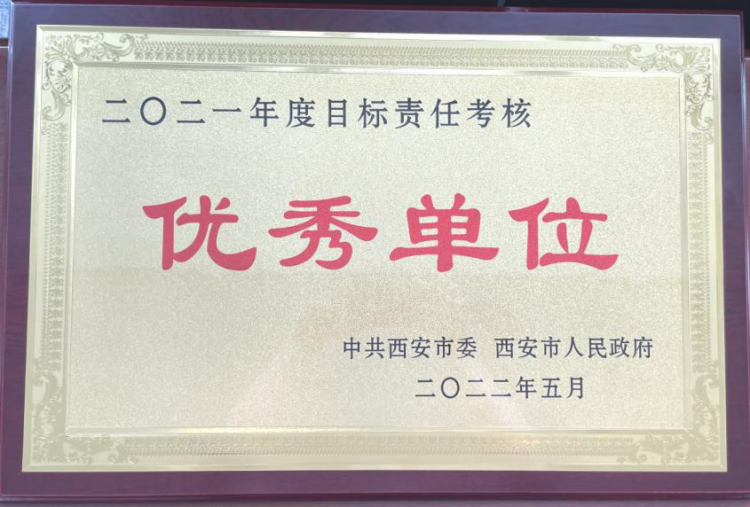 二〇二一年度目标责任考核
优秀单位
中共西安市委 西安市人民政府
二〇二二年五月